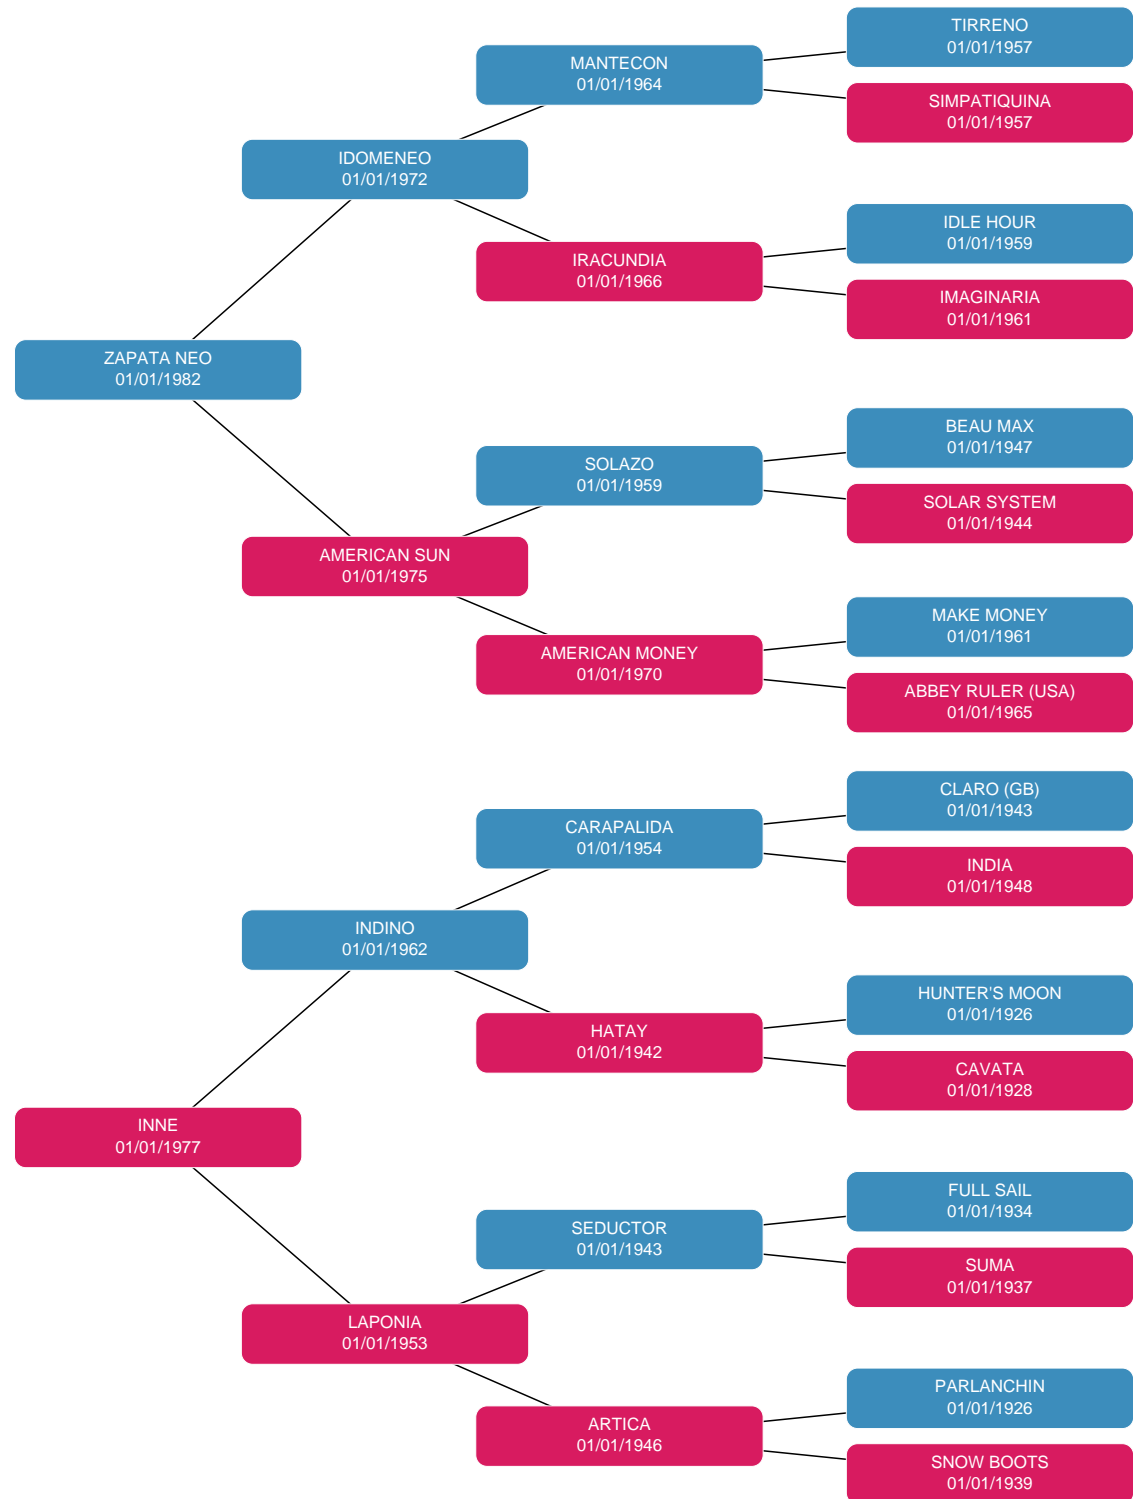 TIRRENO
01/01/1957
MANTECON
01/01/1964
SIMPATIQUINA
01/01/1957
IDOMENEO
01/01/1972
IDLE HOUR
01/01/1959
IRACUNDIA
01/01/1966
IMAGINARIA
01/01/1961
ZAPATA NEO
01/01/1982
BEAU MAX
01/01/1947
SOLAZO
01/01/1959
SOLAR SYSTEM
01/01/1944
AMERICAN SUN
01/01/1975
MAKE MONEY
01/01/1961
AMERICAN MONEY
01/01/1970
ABBEY RULER (USA)
01/01/1965
CLARO (GB)
01/01/1943
CARAPALIDA
01/01/1954
INDIA
01/01/1948
INDINO
01/01/1962
HUNTER'S MOON
01/01/1926
HATAY
01/01/1942
CAVATA
01/01/1928
INNE
01/01/1977
FULL SAIL
01/01/1934
SEDUCTOR
01/01/1943
SUMA
01/01/1937
LAPONIA
01/01/1953
PARLANCHIN
01/01/1926
ARTICA
01/01/1946
SNOW BOOTS
01/01/1939